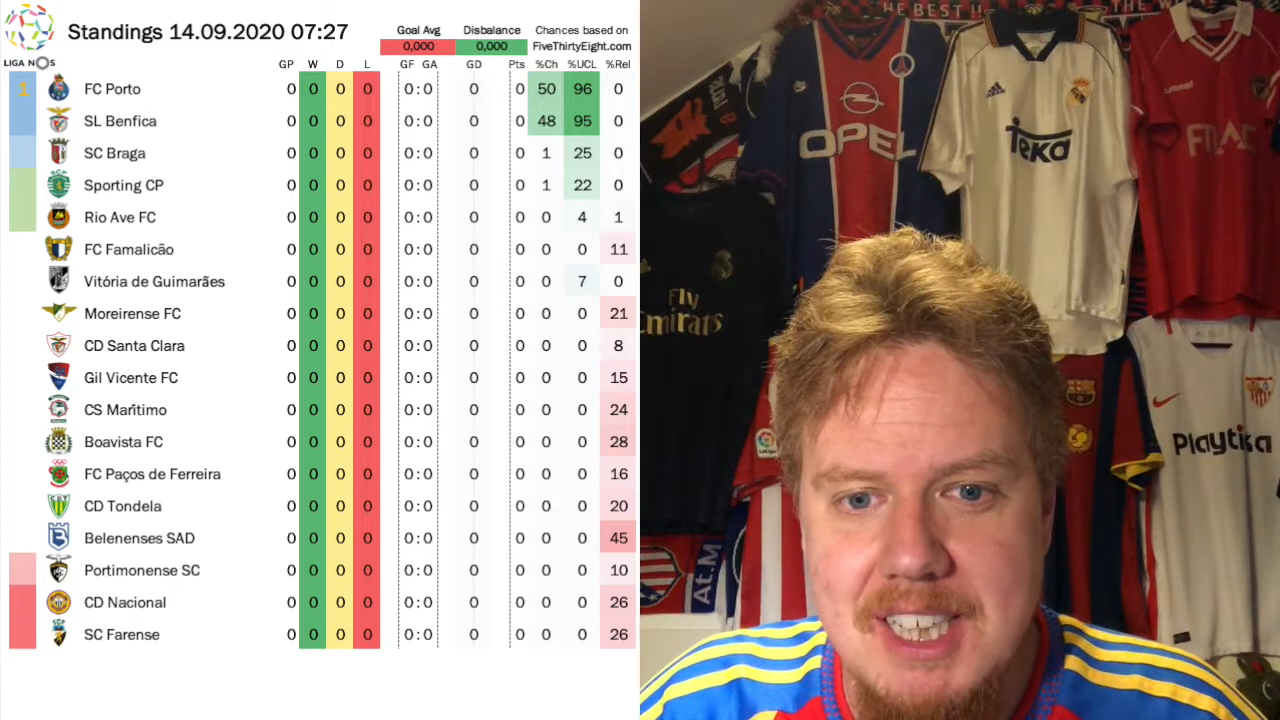 Standings 14.09.2020 07:27
Goal Avg Disbalance Chances based on
0,000 0,000 FiveThirtyEight.com
LIGA NOS
GP W D L GF GA GD Pts %Ch %UCL %Rel
1 FC Porto 0 0 0 0 0:0 0 0 50 96 0
SL Benfica 0 0 0 0 0:0 0 0 48 95 0
SC Braga 0 0 0 0 0:0 0 0 1 25 0
Sporting CP 0 0 0 0 0:0 0 0 1 22 0
Rio Ave FC 0 0 0 0 0:0 0 0 0 4 1
FC Famalicão 0 0 0 0 0:0 0 0 0 0 11
Vitória de Guimarães 0 0 0 0 0:0 0 0 0 7 0
Moreirense FC 0 0 0 0 0:0 0 0 0 0 21
CD Santa Clara 0 0 0 0 0:0 0 0 0 0 8
Gil Vicente FC 0 0 0 0 0:0 0 0 0 0 15
CS Marítimo 0 0 0 0 0:0 0 0 0 0 24
Boavista FC 0 0 0 0 0:0 0 0 0 0 28
FC Paços de Ferreira 0 0 0 0 0:0 0 0 0 0 16
CD Tondela 0 0 0 0 0:0 0 0 0 0 20
Belenenses SAD 0 0 0 0 0:0 0 0 0 0 45
Portimonense SC 0 0 0 0 0:0 0 0 0 0 10
CD Nacional 0 0 0 0 0:0 0 0 0 0 26
SC Farense 0 0 0 0 0:0 0 0 0 0 26
THE BEST!!
THE W
OPEL
Teka
umbro
Fly
Emirates
Playtika
At.M